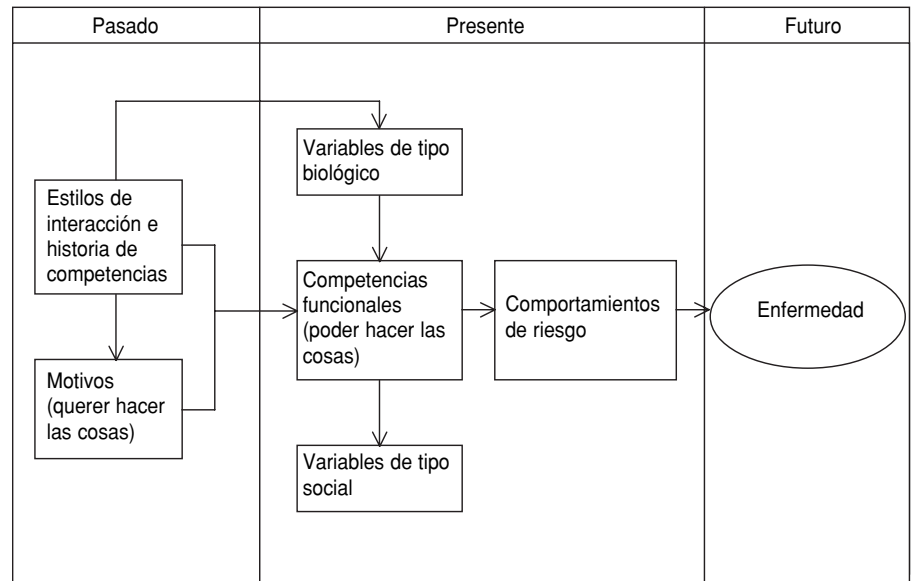 Pasado
Presente
Futuro
Variables de tipo
biológico
Estilos de
interacción e
historia de
competencias
Competencias
funcionales
(poder hacer las
cosas)
Comportamientos
de riesgo
Enfermedad
Motivos
(querer hacer
las cosas)
Variables de tipo
social